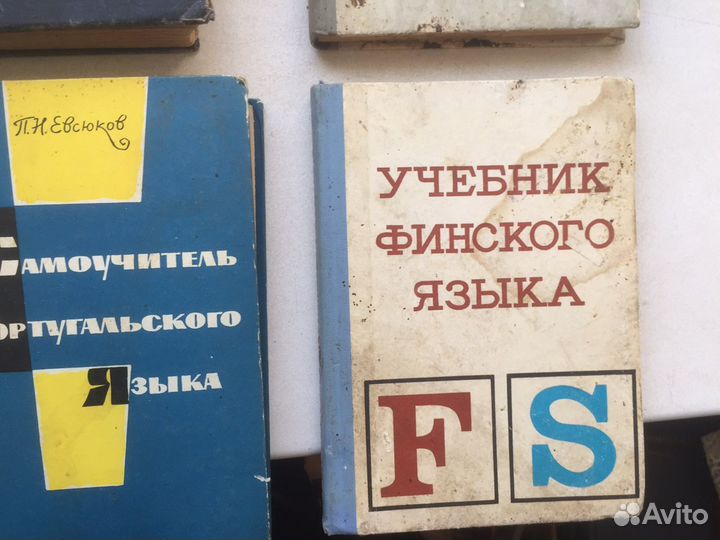 П.Н. Евсюков
Самоучитель
ортугальского
Языка
УЧЕБНИК
ФИНСКОГО
ЯЗЫКА
F S
Avito